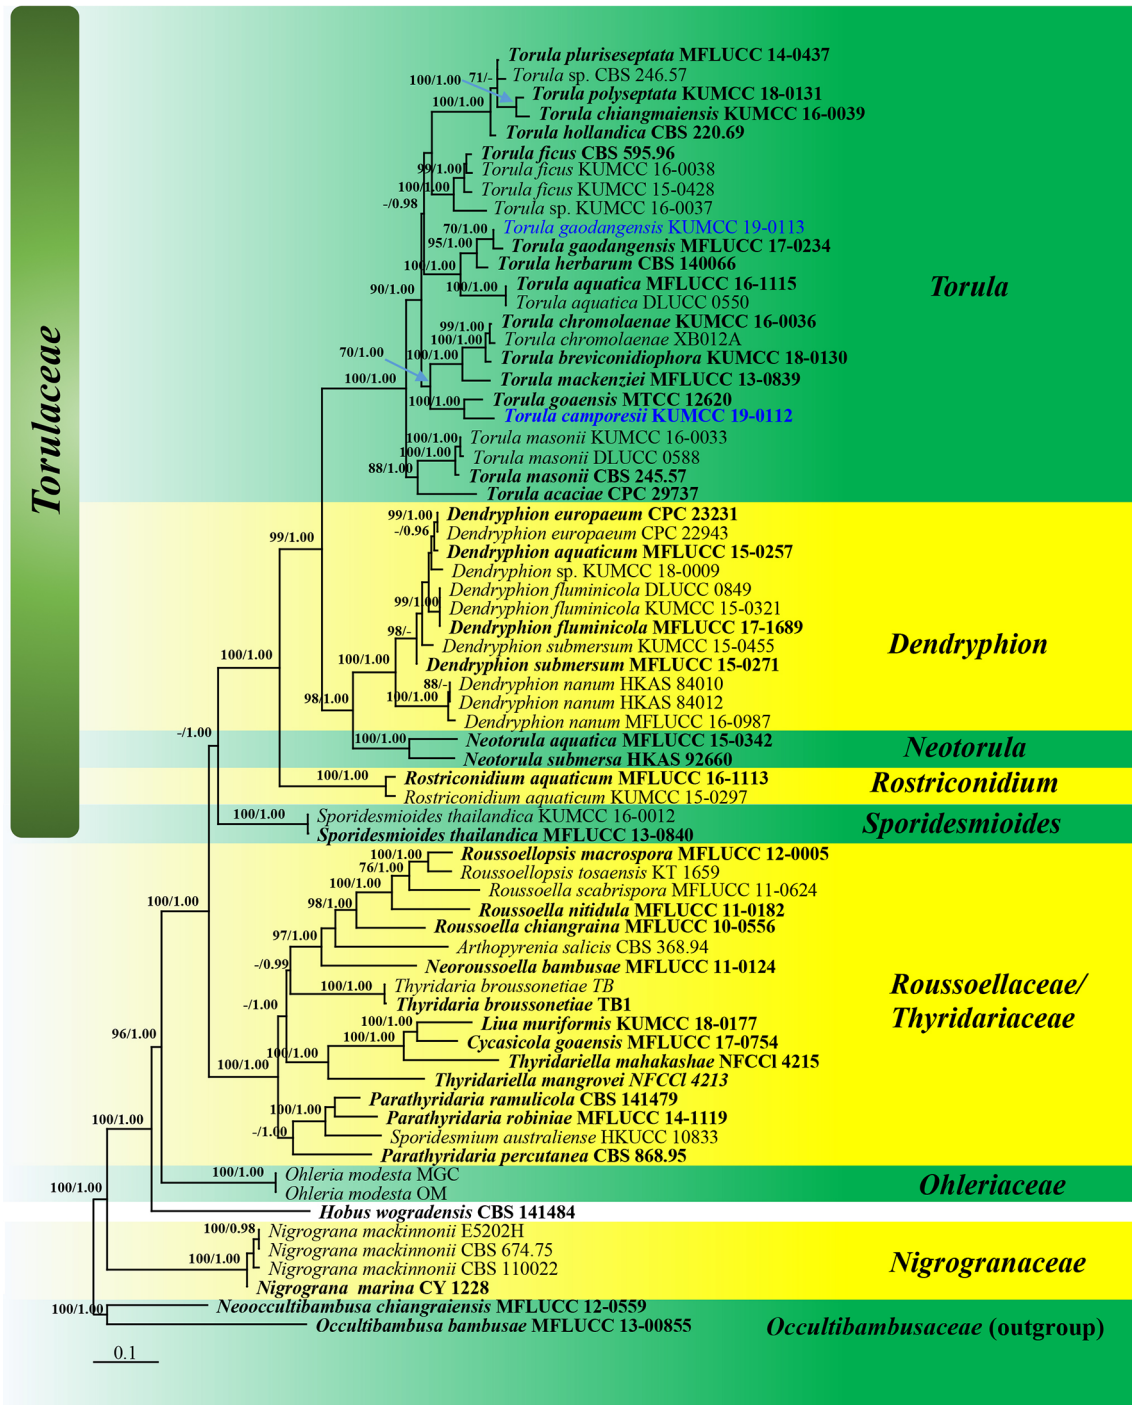 Torulaceae
Torula pluriseptata MFLUCC 14-0437
71/-
Torula sp. CBS 246.57
100/1.00
Torula polyseptata KUMCC 18-0131
100/1.00
Torula chiangmaiensis KUMCC 16-0039
Torula hollandica CBS 220.69
Torula ficus CBS 595.96
99/1.00
Torula ficus KUMCC 16-0038
100/1.00
Torula ficus KUMCC 15-0428
-/0.98
Torula sp. KUMCC 16-0037
70/1.00
Torula gaodangensis KUMCC 19-0113
95/1.00
Torula gaodangensis MFLUCC 17-0234
100/1.00
Torula herbarum CBS 140066
100/1.00
Torula aquatica MFLUCC 16-1115
90/1.00
Torula aquatica DLUCC 0550
Torula
99/1.00
Torula chromolaenae KUMCC 16-0036
100/1.00
Torula chromolaenae XB012A
100/1.00
Torula breviconidiophora KUMCC 18-0130
70/1.00
Torula mackenziei MFLUCC 13-0839
100/1.00
100/1.00
Torula goaensis MTCC 12620
Torula camporesii KUMCC 19-0112
100/1.00
Torula masonii KUMCC 16-0033
100/1.00
Torula masonii DLUCC 0588
88/1.00
Torula masonii CBS 245.57
Torula acaciae CPC 29737
99/1.00
Dendryphion europaeum CPC 23231
-/0.96
Dendryphion europaeum CPC 22943
99/1.00
Dendryphion aquaticum MFLUCC 15-0257
Dendryphion sp. KUMCC 18-0009
Dendryphion fluminicola DLUCC 0849
99/1.00
Dendryphion fluminicola KUMCC 15-0321
98/-
Dendryphion fluminicola MFLUCC 17-1689
Dendryphion submersum KUMCC 15-0455
Dendryphion
100/1.00
Dendryphion submersum MFLUCC 15-0271
100/1.00
88/-
Dendryphion nanum HKAS 84010
98/1.00
100/1.00
Dendryphion nanum HKAS 84012
Dendryphion nanum MFLUCC 16-0987
-/1.00
100/1.00
Neotorula aquatica MFLUCC 15-0342
Neotorula submersa HKAS 92660
Neotorula
100/1.00
Rostriconidium aquaticum MFLUCC 16-1113
Rostriconidium aquaticum KUMCC 15-0297
Rostriconidium
100/1.00
Sporidesmioides thailandica KUMCC 16-0012
Sporidesmioides thailandica MFLUCC 13-0840
Sporidesmioides
100/1.00
Roussoellopsis macrospora MFLUCC 12-0005
76/1.00
Roussoellopsis tosaensis KT 1659
100/1.00
Roussoella scabrispora MFLUCC 11-0624
98/1.00
Roussoella nitidula MFLUCC 11-0182
100/1.00
Roussoella chiangraina MFLUCC 10-0556
97/1.00
Arthopyrenia salicis CBS 368.94
-/0.99
Neoroussoella bambusae MFLUCC 11-0124
100/1.00
Thyridaria broussonetiae TB
Thyridaria broussonetiae TB1
Roussoellaceae/
Thyridariaceae
-/1.00
100/1.00
Liua muriformis KUMCC 18-0177
96/1.00
100/1.00
Cycasicola goaensis MFLUCC 17-0754
100/1.00
Thyridariella mahakashae NFCCl 4215
100/1.00
Thyridariella mangrovei NFCCl 4213
Parathyridaria ramulicola CBS 141479
100/1.00
Parathyridaria robiniae MFLUCC 14-1119
100/1.00
-/1.00
Sporidesmium australiense HKUCC 10833
Parathyridaria percutanea CBS 868.95
100/1.00
Ohleria modesta MGC
Ohleria modesta OM
Ohleriaceae
100/1.00
Hobus wogradensis CBS 141484
100/0.98
Nigrograna mackinnonii E5202H
Nigrograna mackinnonii CBS 674.75
100/1.00
Nigrograna mackinnonii CBS 110022
Nigrograna marina CY 1228
Nigrogranaceae
100/1.00
Neooccultibambusa chiangraiensis MFLUCC 12-0559
Occultibambusa bambusae MFLUCC 13-00855
Occultibambusaceae (outgroup)
0.1